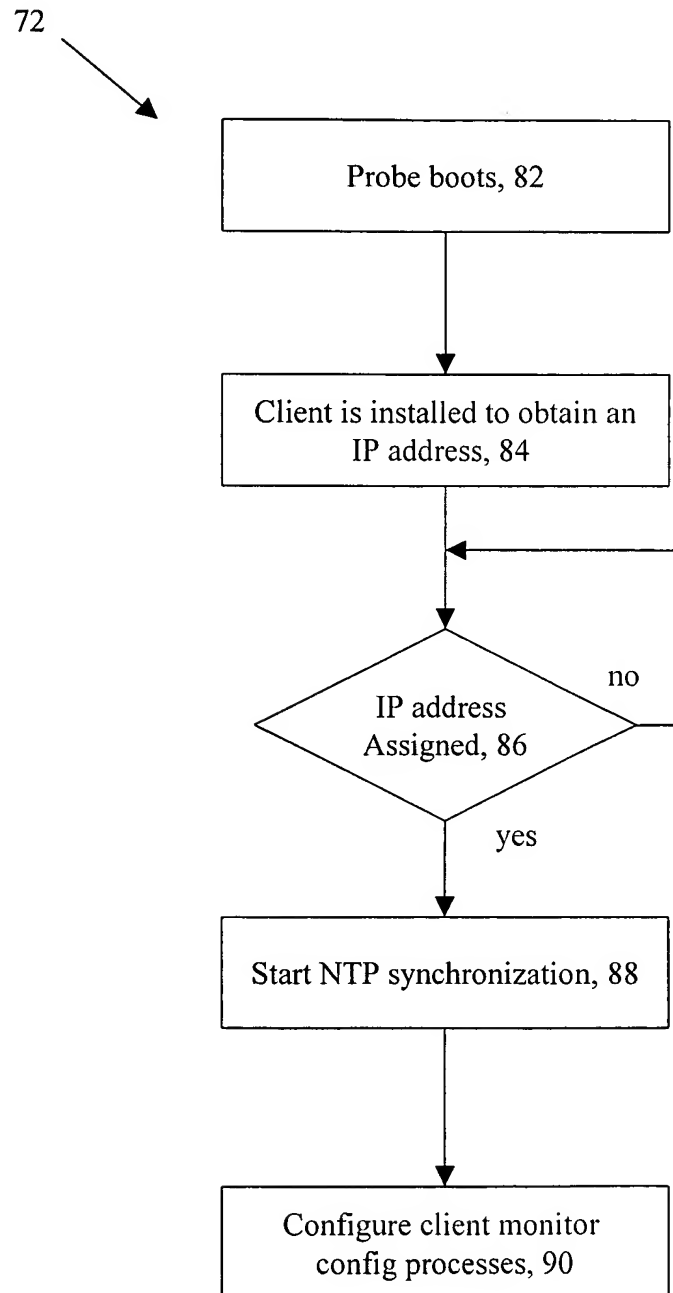 72
Probe boots, 82
Client is installed to obtain an
IP address, 84
IP address
Assigned, 86
no
yes
Start NTP synchronization, 88
Configure client monitor
config processes, 90